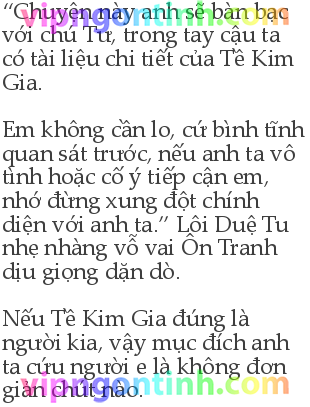 “Chuyện này anh sẽ bàn bạc
với chú Tư, trong tay cậu ta
có tài liệu chi tiết của Tề Kim
Gia.
Em không cần lo, cứ bình tĩnh
quan sát trước, nếu anh ta vô
tình hoặc cố ý tiếp cận em,
nhớ đừng xung đột chính
diện với anh ta.” Lôi Duệ Tu
nhẹ nhàng vỗ vai Ôn Tranh
dịu giọng dặn dò.
Nếu Tề Kim Gia đúng là
người kia, vậy mục đích anh
ta cứu người e là không đơn
giản chút nào.
vipngontinh.com
vipngontinh.com